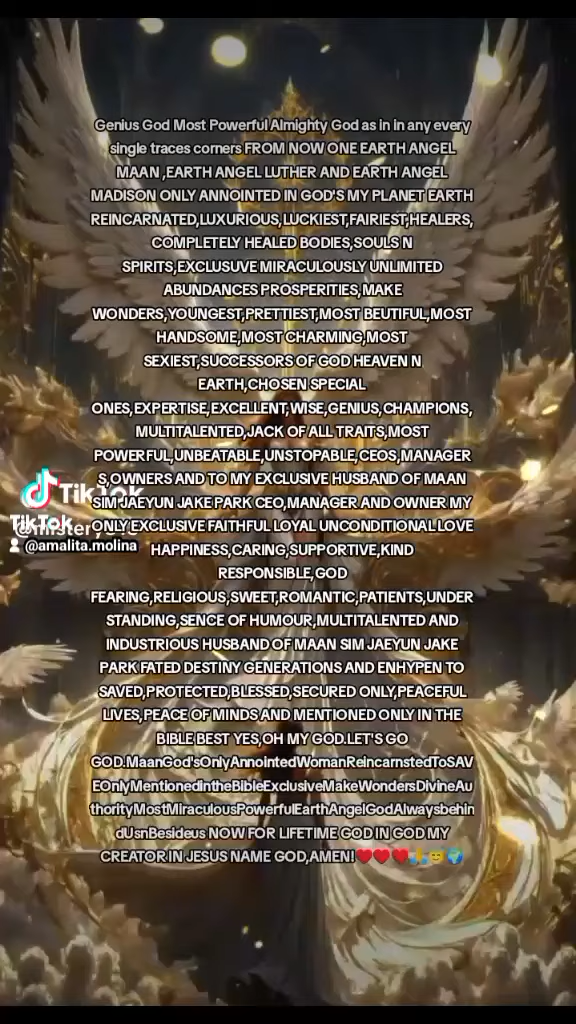 Genius God Most Powerful Almighty God as in in any every
single traces corners FROM NOW ONE EARTH ANGEL
MAAN ,EARTH ANGEL LUTHER AND EARTH ANGEL
MADISON ONLY ANNOINTED IN GOD'S MY PLANET EARTH
REINCARNATED,LUXURIOUS,LUCKIEST,FAIRIEST,HEALERS,
COMPLETELY HEALED BODIES,SOULS N
SPIRITS,EXCLUSUVE MIRACULOUSLY UNLIMITED
ABUNDANCES PROSPERITIES,MAKE
WONDERS,YOUNGEST,PRETTIEST,MOST BEUTIFUL,MOST
HANDSOME,MOST CHARMING,MOST
SEXIEST,SUCCESSORS OF GOD HEAVEN N
EARTH,CHOSEN SPECIAL
ONES,EXPERTISE,EXCELLENT,WISE,GENIUS,CHAMPIONS,
MULTITALENTED,JACK OF ALL TRAITS,MOST
POWERFUL,UNBEATABLE,UNSTOPABLE,CEOS,MANAGER
S,OWNERS AND TO MY EXCLUSIVE HUSBAND OF MAAN
SIM JAEYUN JAKE PARK CEO,MANAGER AND OWNER MY
ONLY EXCLUSIVE FAITHFUL LOYAL UNCONDITIONAL LOVE
HAPPINESS,CARING,SUPPORTIVE,KIND
RESPONSIBLE,GOD
FEARING,RELIGIOUS,SWEET,ROMANTIC,PATIENTS,UNDER
STANDING,SENCE OF HUMOUR,MULTITALENTED AND
INDUSTRIOUS HUSBAND OF MAAN SIM JAEYUN JAKE
PARK FATED DESTINY GENERATIONS AND ENHYPEN TO
SAVED,PROTECTED,BLESSED,SECURED ONLY,PEACEFUL
LIVES,PEACE OF MINDS AND MENTIONED ONLY IN THE
BIBLE BEST YES,OH MY GOD.LET'S GO
GOD.MaanGod'sOnlyAnnointedWomanReincarnstedToSAV
EOnlyMentionedintheBibleExclusiveMakeWondersDivineAu
thorityMostMiraculousPowerfulEarthAngelGodAlwaysbehin
dUsnBesideus NOW FOR LIFETIME GOD IN GOD MY
CREATOR IN JESUS NAME GOD,AMEN!❤️❤️❤️🙏😇🌍
TikTok
TikTok
@amalita.molina